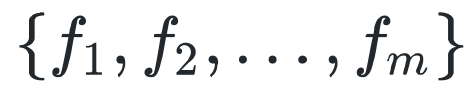 {f₁, f₂, . . . , fₘ}